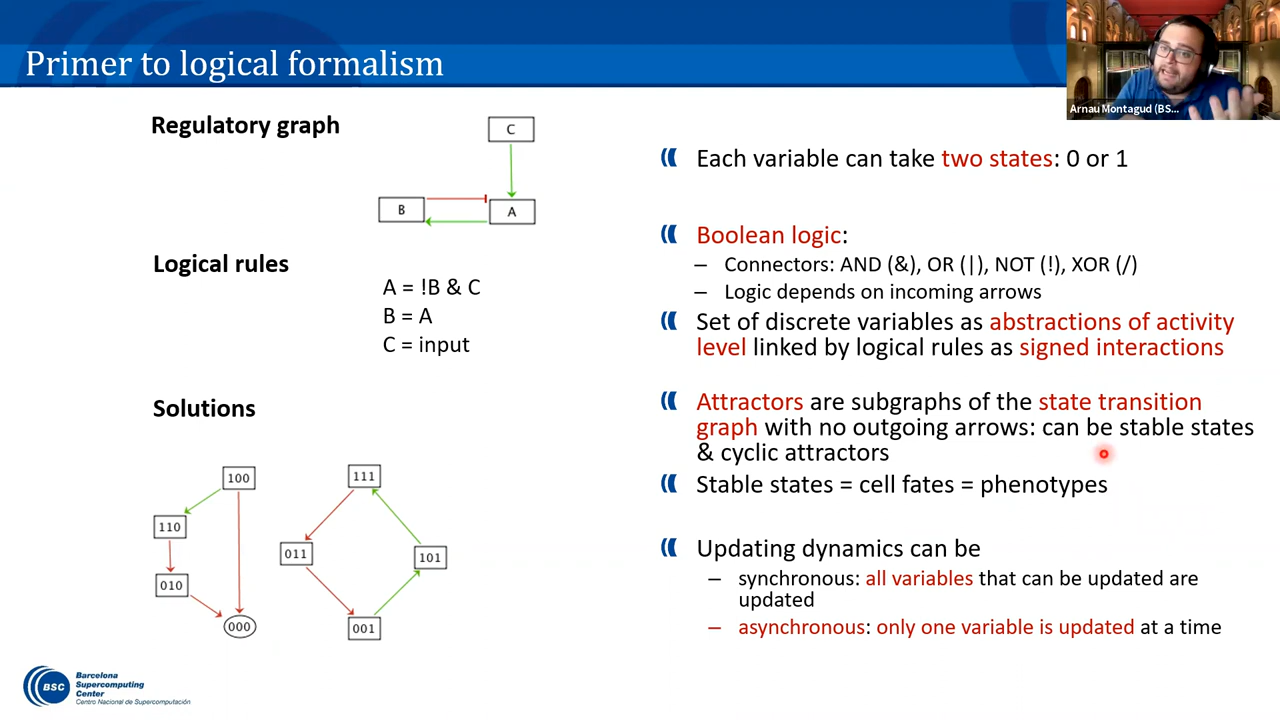 Primer to logical formalism
Arnau Montagud (BS...
Regulatory graph
C
B
A
Logical rules
A = !B & C
B = A
C = input
Solutions
100
110
010
000
111
011
101
001
Each variable can take two states: 0 or 1
Boolean logic:
– Connectors: AND (&), OR (|), NOT (!), XOR (/)
– Logic depends on incoming arrows
Set of discrete variables as abstractions of activity
level linked by logical rules as signed interactions
Attractors are subgraphs of the state transition
graph with no outgoing arrows: can be stable states
& cyclic attractors
Stable states = cell fates = phenotypes
Updating dynamics can be
– synchronous: all variables that can be updated are
updated
– asynchronous: only one variable is updated at a time
BSC
Barcelona
Supercomputing
Center
Centro Nacional de Supercomputación